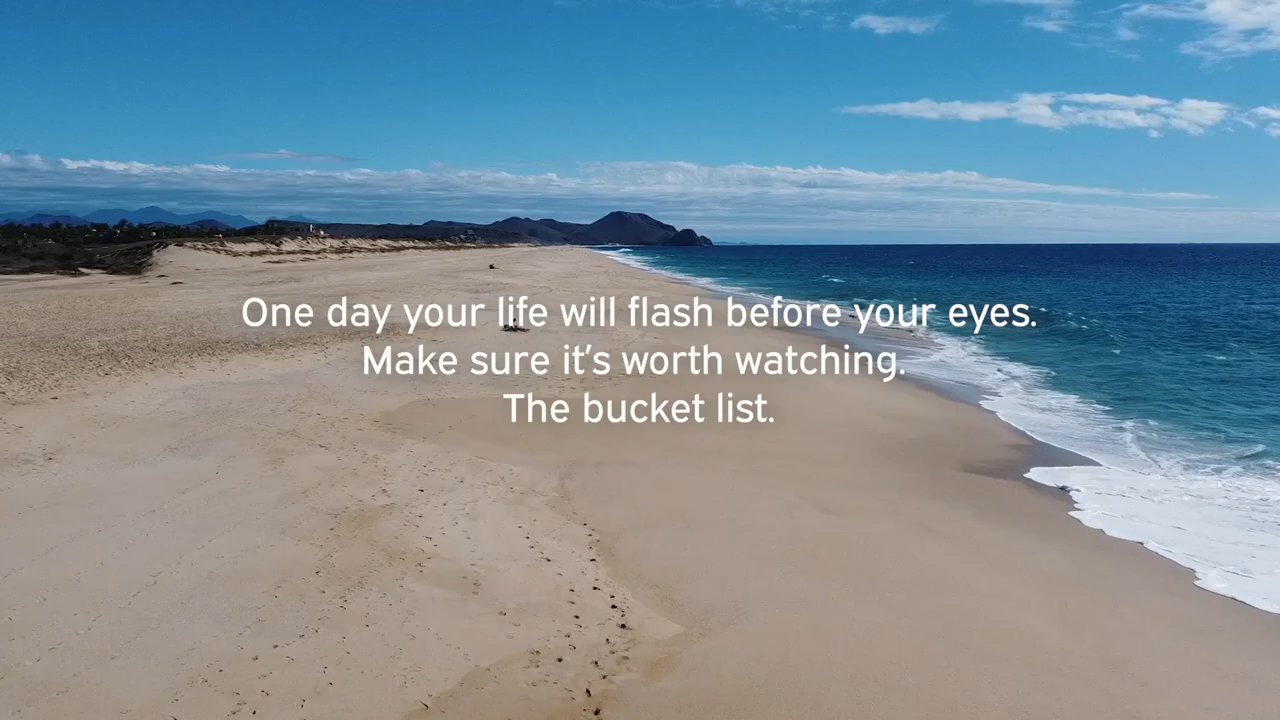 One day your life will flash before your eyes.
Make sure it's worth watching.
The bucket list.